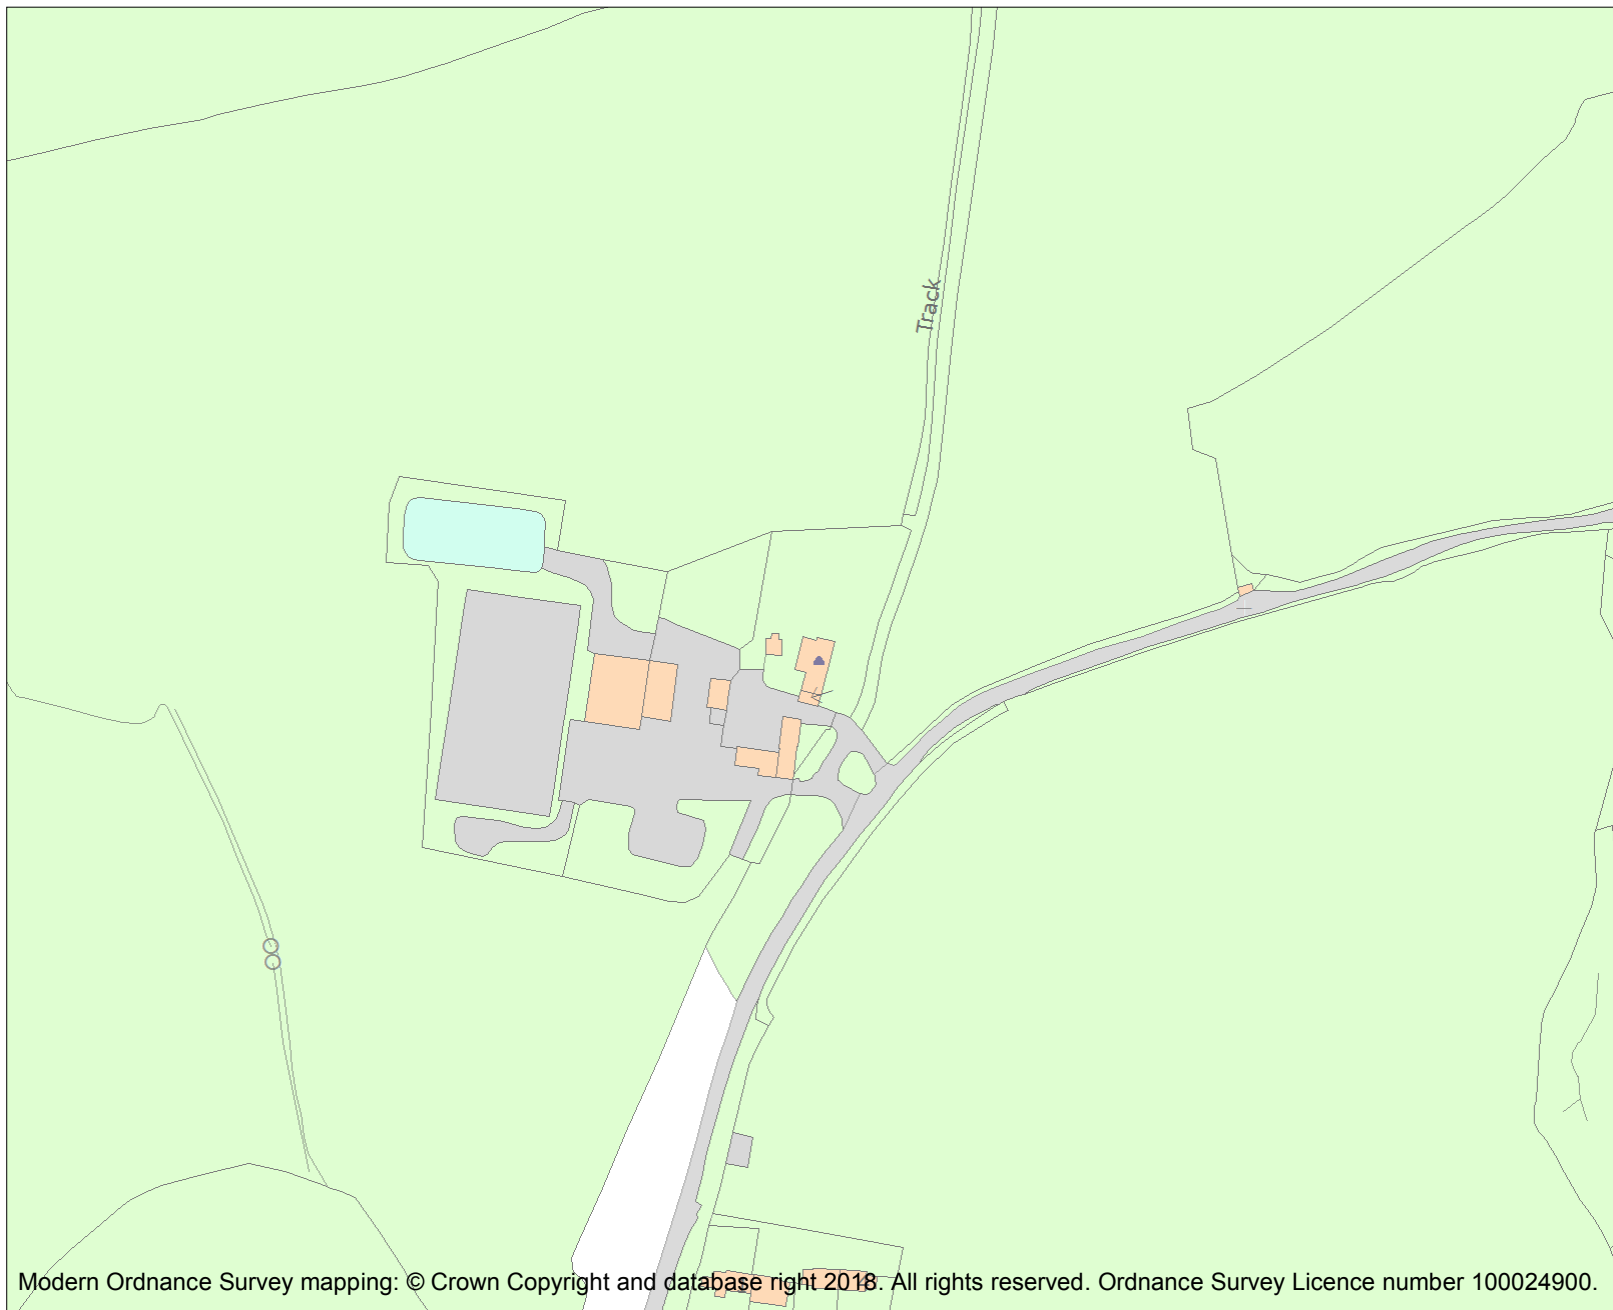 Track
Modern Ordnance Survey mapping: © Crown Copyright and database right 2018. All rights reserved. Ordnance Survey Licence number 100024900.